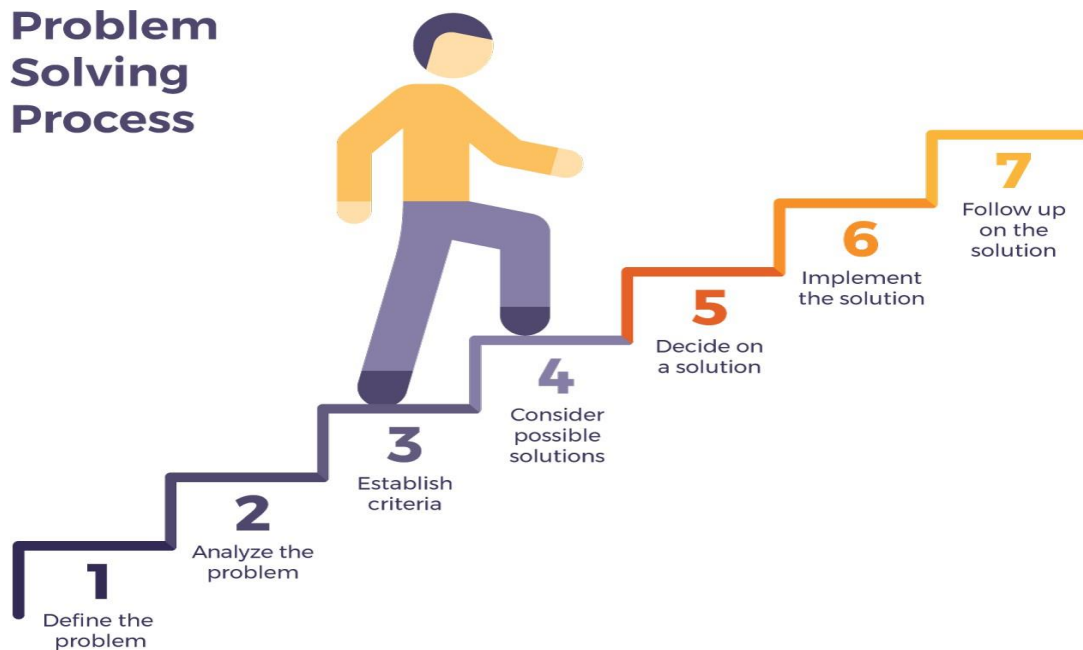 Problem
Solving
Process
1
Define the
problem
2
Analyze the
problem
3
Establish
criteria
4
Consider
possible
solutions
5
Decide on
a solution
6
Implement
the solution
7
Follow up
on the
solution